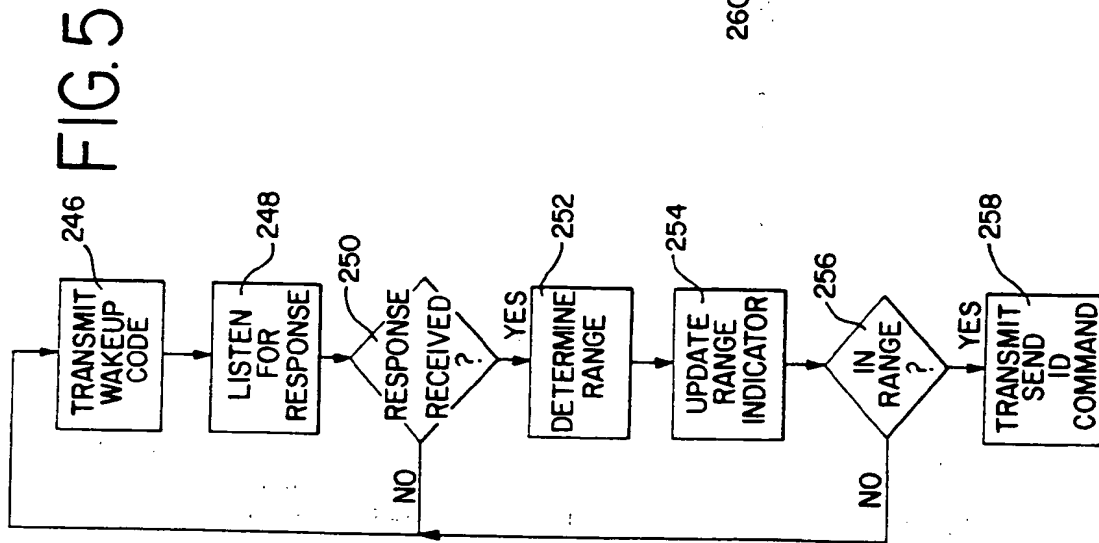 FIG. 5
246
TRANSMIT
WAKEUP
CODE
248
LISTEN
FOR
RESPONSE
250
RESPONSE
RECEIVED
?
NO
YES
252
DETERMINE
RANGE
254
UPDATE
RANGE
INDICATOR
256
IN
RANGE
?
NO
YES
258
TRANSMIT
SEND
ID
COMMAND
260